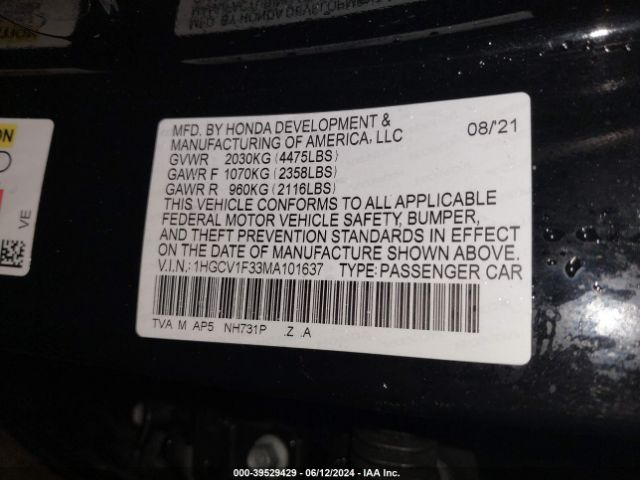 MFD. BY HONDA DEVELOPMENT & 08/'21
MANUFACTURING OF AMERICA, LLC
GVWR 2030KG (4475LBS)
GAWR F 1070KG (2358LBS)
GAWR R 960KG (2116LBS)
THIS VEHICLE CONFORMS TO ALL APPLICABLE
FEDERAL MOTOR VEHICLE SAFETY, BUMPER,
AND THEFT PREVENTION STANDARDS IN EFFECT
ON THE DATE OF MANUFACTURE SHOWN ABOVE.
V.I.N.:1HGCV1F33MA101637 TYPE:PASSENGER CAR
TVA M AP5 NH731P .Z .A
VE
000-39529429 - 06/12/2024 - IAA Inc.